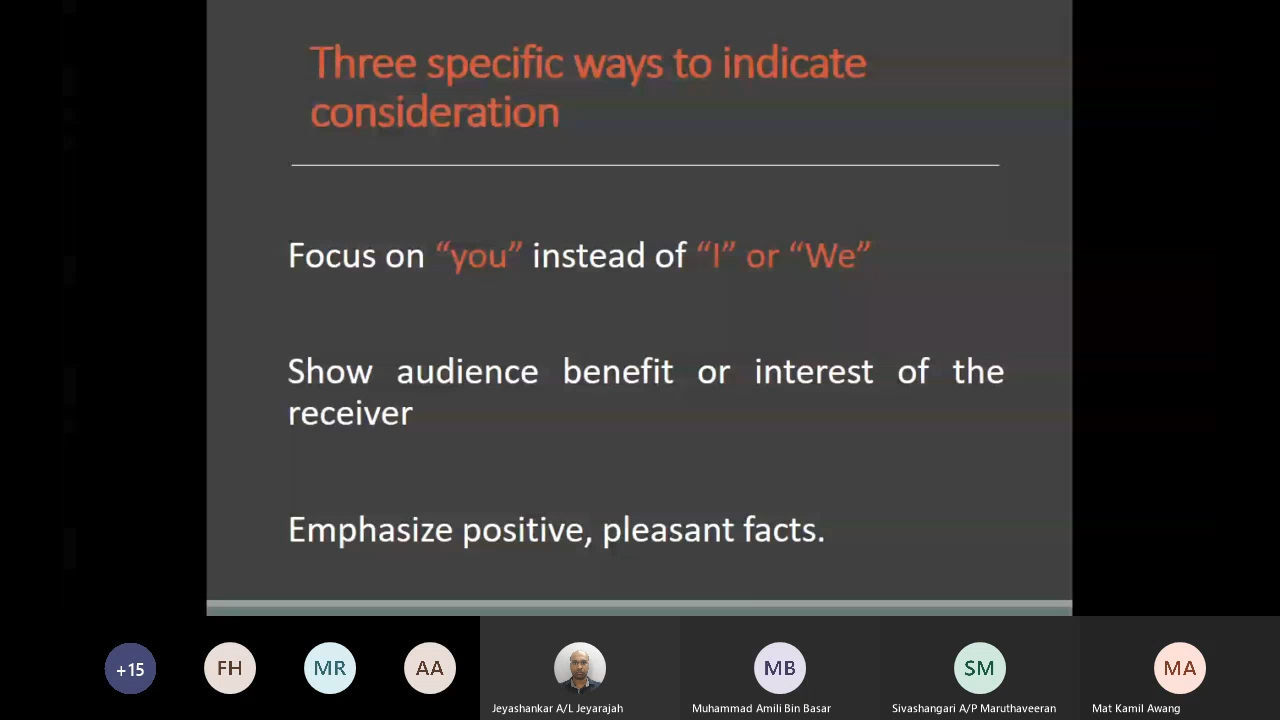 Three specific ways to indicate
consideration
Focus on “you” instead of “I” or “We”
Show audience benefit or interest of the
receiver
Emphasize positive, pleasant facts.
+15
FH
MR
AA
MB
SM
MA
Jeyashankar A/L Jeyarajah
Muhammad Amili Bin Basar
Sivashangari A/P Maruthaveeran
Mat Kamil Awang